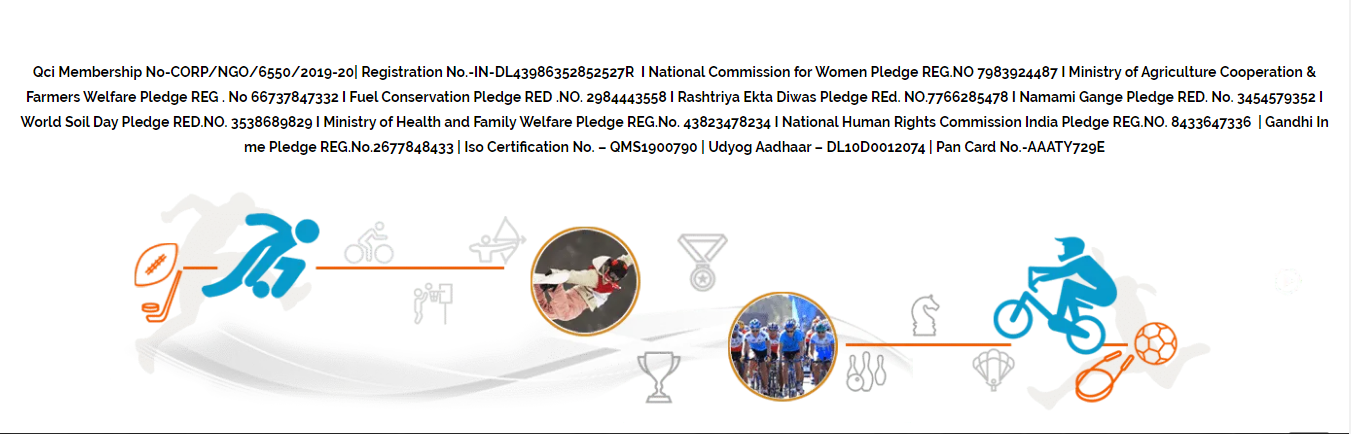 Qci Membership No-CORP/NGO/6550/2019-20| Registration No.-IN-DL43986352852527R I National Commission for Women Pledge REG.NO 7983924487 I Ministry of Agriculture Cooperation &
Farmers Welfare Pledge REG . No 66737847332 I Fuel Conservation Pledge RED .NO. 2984443558 I Rashtriya Ekta Diwas Pledge REd. NO.7766285478 I Namami Gange Pledge RED. No. 3454579352 I
World Soil Day Pledge RED.NO. 3538689829 I Ministry of Health and Family Welfare Pledge REG.No. 43823478234 I National Human Rights Commission India Pledge REG.NO. 8433647336 | Gandhi In
me Pledge REG.No.2677848433 | Iso Certification No. – QMS1900790 | Udyog Aadhaar – DL10D0012074 | Pan Card No.-AAATY729E